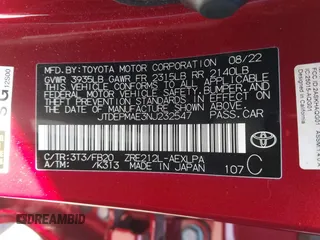 MFD. BY: TOYOTA MOTOR CORPORATION 08/22
GVWR 3935LB GAWR FR 2315LB RR 2140LB
THIS VEHICLE CONFORMS TO ALL APPLICABLE
FEDERAL MOTOR VEHICLE SAFETY, BUMPER, AND
THEFT PREVENTION STANDARDS IN EFFECT ON
THE DATE OF MANUFACTURE SHOWN ABOVE.
JTDEPMAE3NJ232547 PASS.CAR
C/TR:3T3/FB20 ZRE212L-AEXLPA
A/TM: /K313 MADE IN JAPAN 107 C
DREAMBID